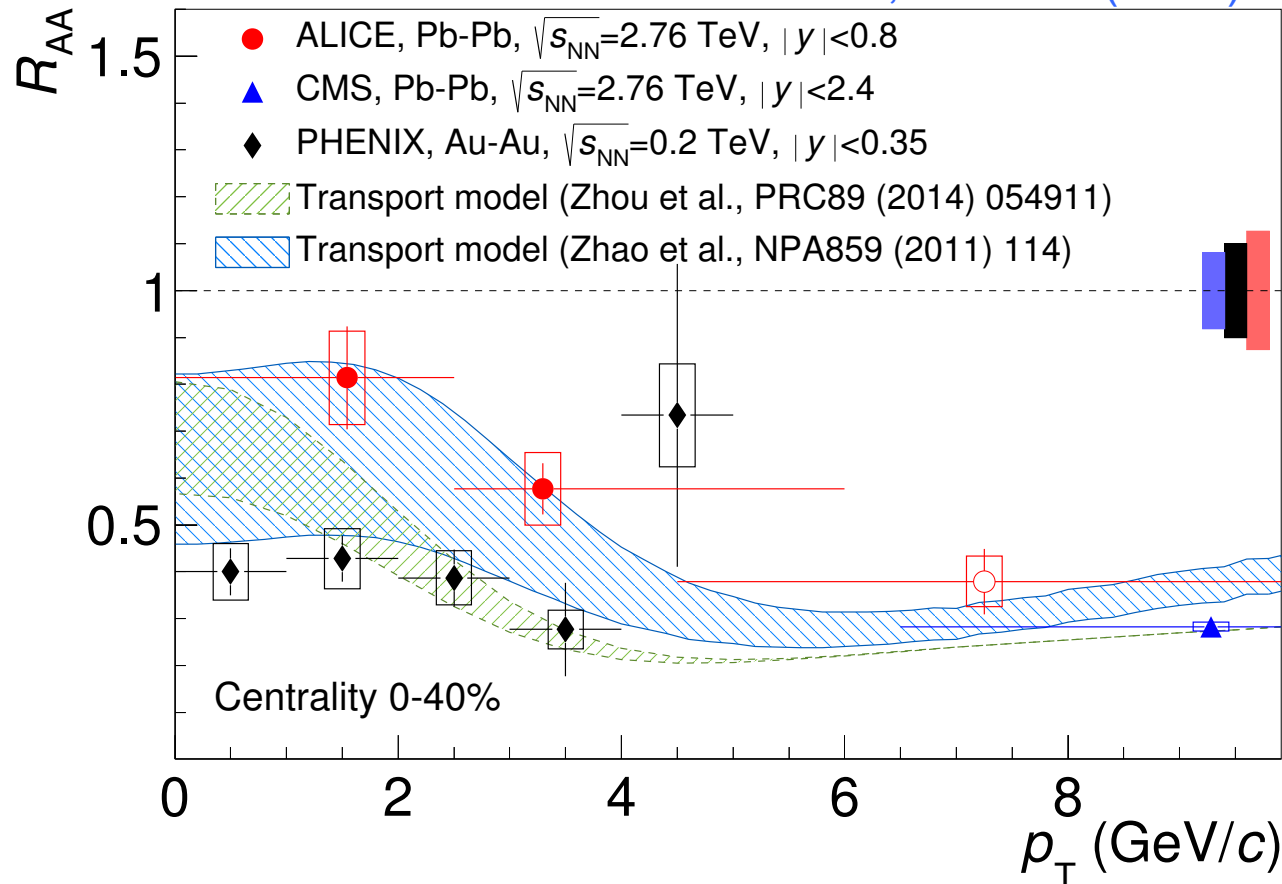 R_AA
ALICE, Pb-Pb, √s_NN=2.76 TeV, |y|<0.8
CMS, Pb-Pb, √s_NN=2.76 TeV, |y|<2.4
PHENIX, Au-Au, √s_NN=0.2 TeV, |y|<0.35
Transport model (Zhou et al., PRC89 (2014) 054911)
Transport model (Zhao et al., NPA859 (2011) 114)
1.5
1
0.5
Centrality 0-40%
0 2 4 6 8
p_T (GeV/c)